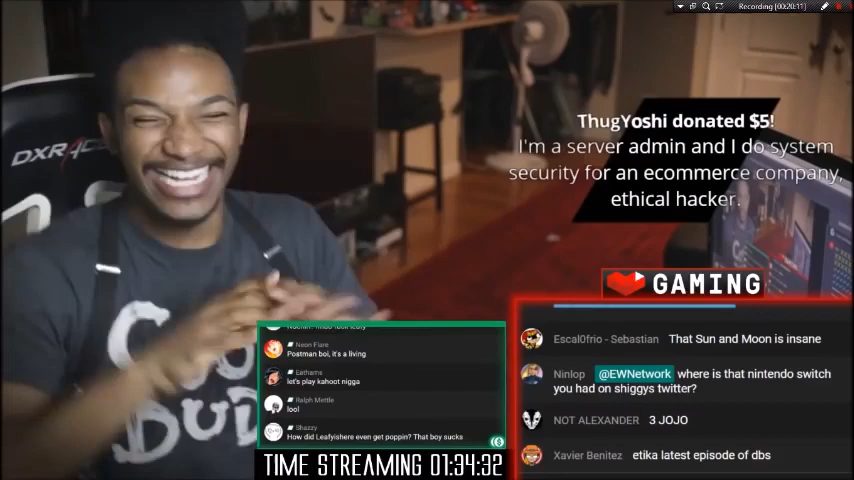 Recording [00:20:11]
DXRAC
ThugYoshi donated $5!
I'm a server admin and I do system
security for an ecommerce company,
ethical hacker.
GAMING
Escal0frio - Sebastian That Sun and Moon is insane
Ninlop @EWNetwork where is that nintendo switch
you had on shiggys twitter?
NOT ALEXANDER 3 JOJO
Xavier Benitez etika latest episode of dbs
Neon Flare
Postman boi, it's a living
Eethams
let's play kahoot nigga
Ralph Mettle
lool
Shazzy
How did Leafyishere even get poppin? That boy sucks
TIME STREAMING 01:34:32
DUD